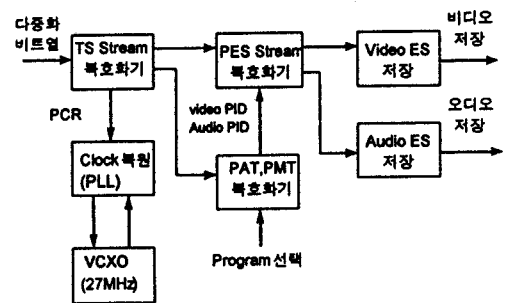 다중화
비트열
TS Stream
복호화기
PES Stream
복호화기
Video ES
저장
비디오
저장
PCR
video PID
Audio PID
Audio ES
저장
오디오
저장
Clock 복원
(PLL)
PAT,PMT
복호화기
VCXO
(27MHz)
Program 선택